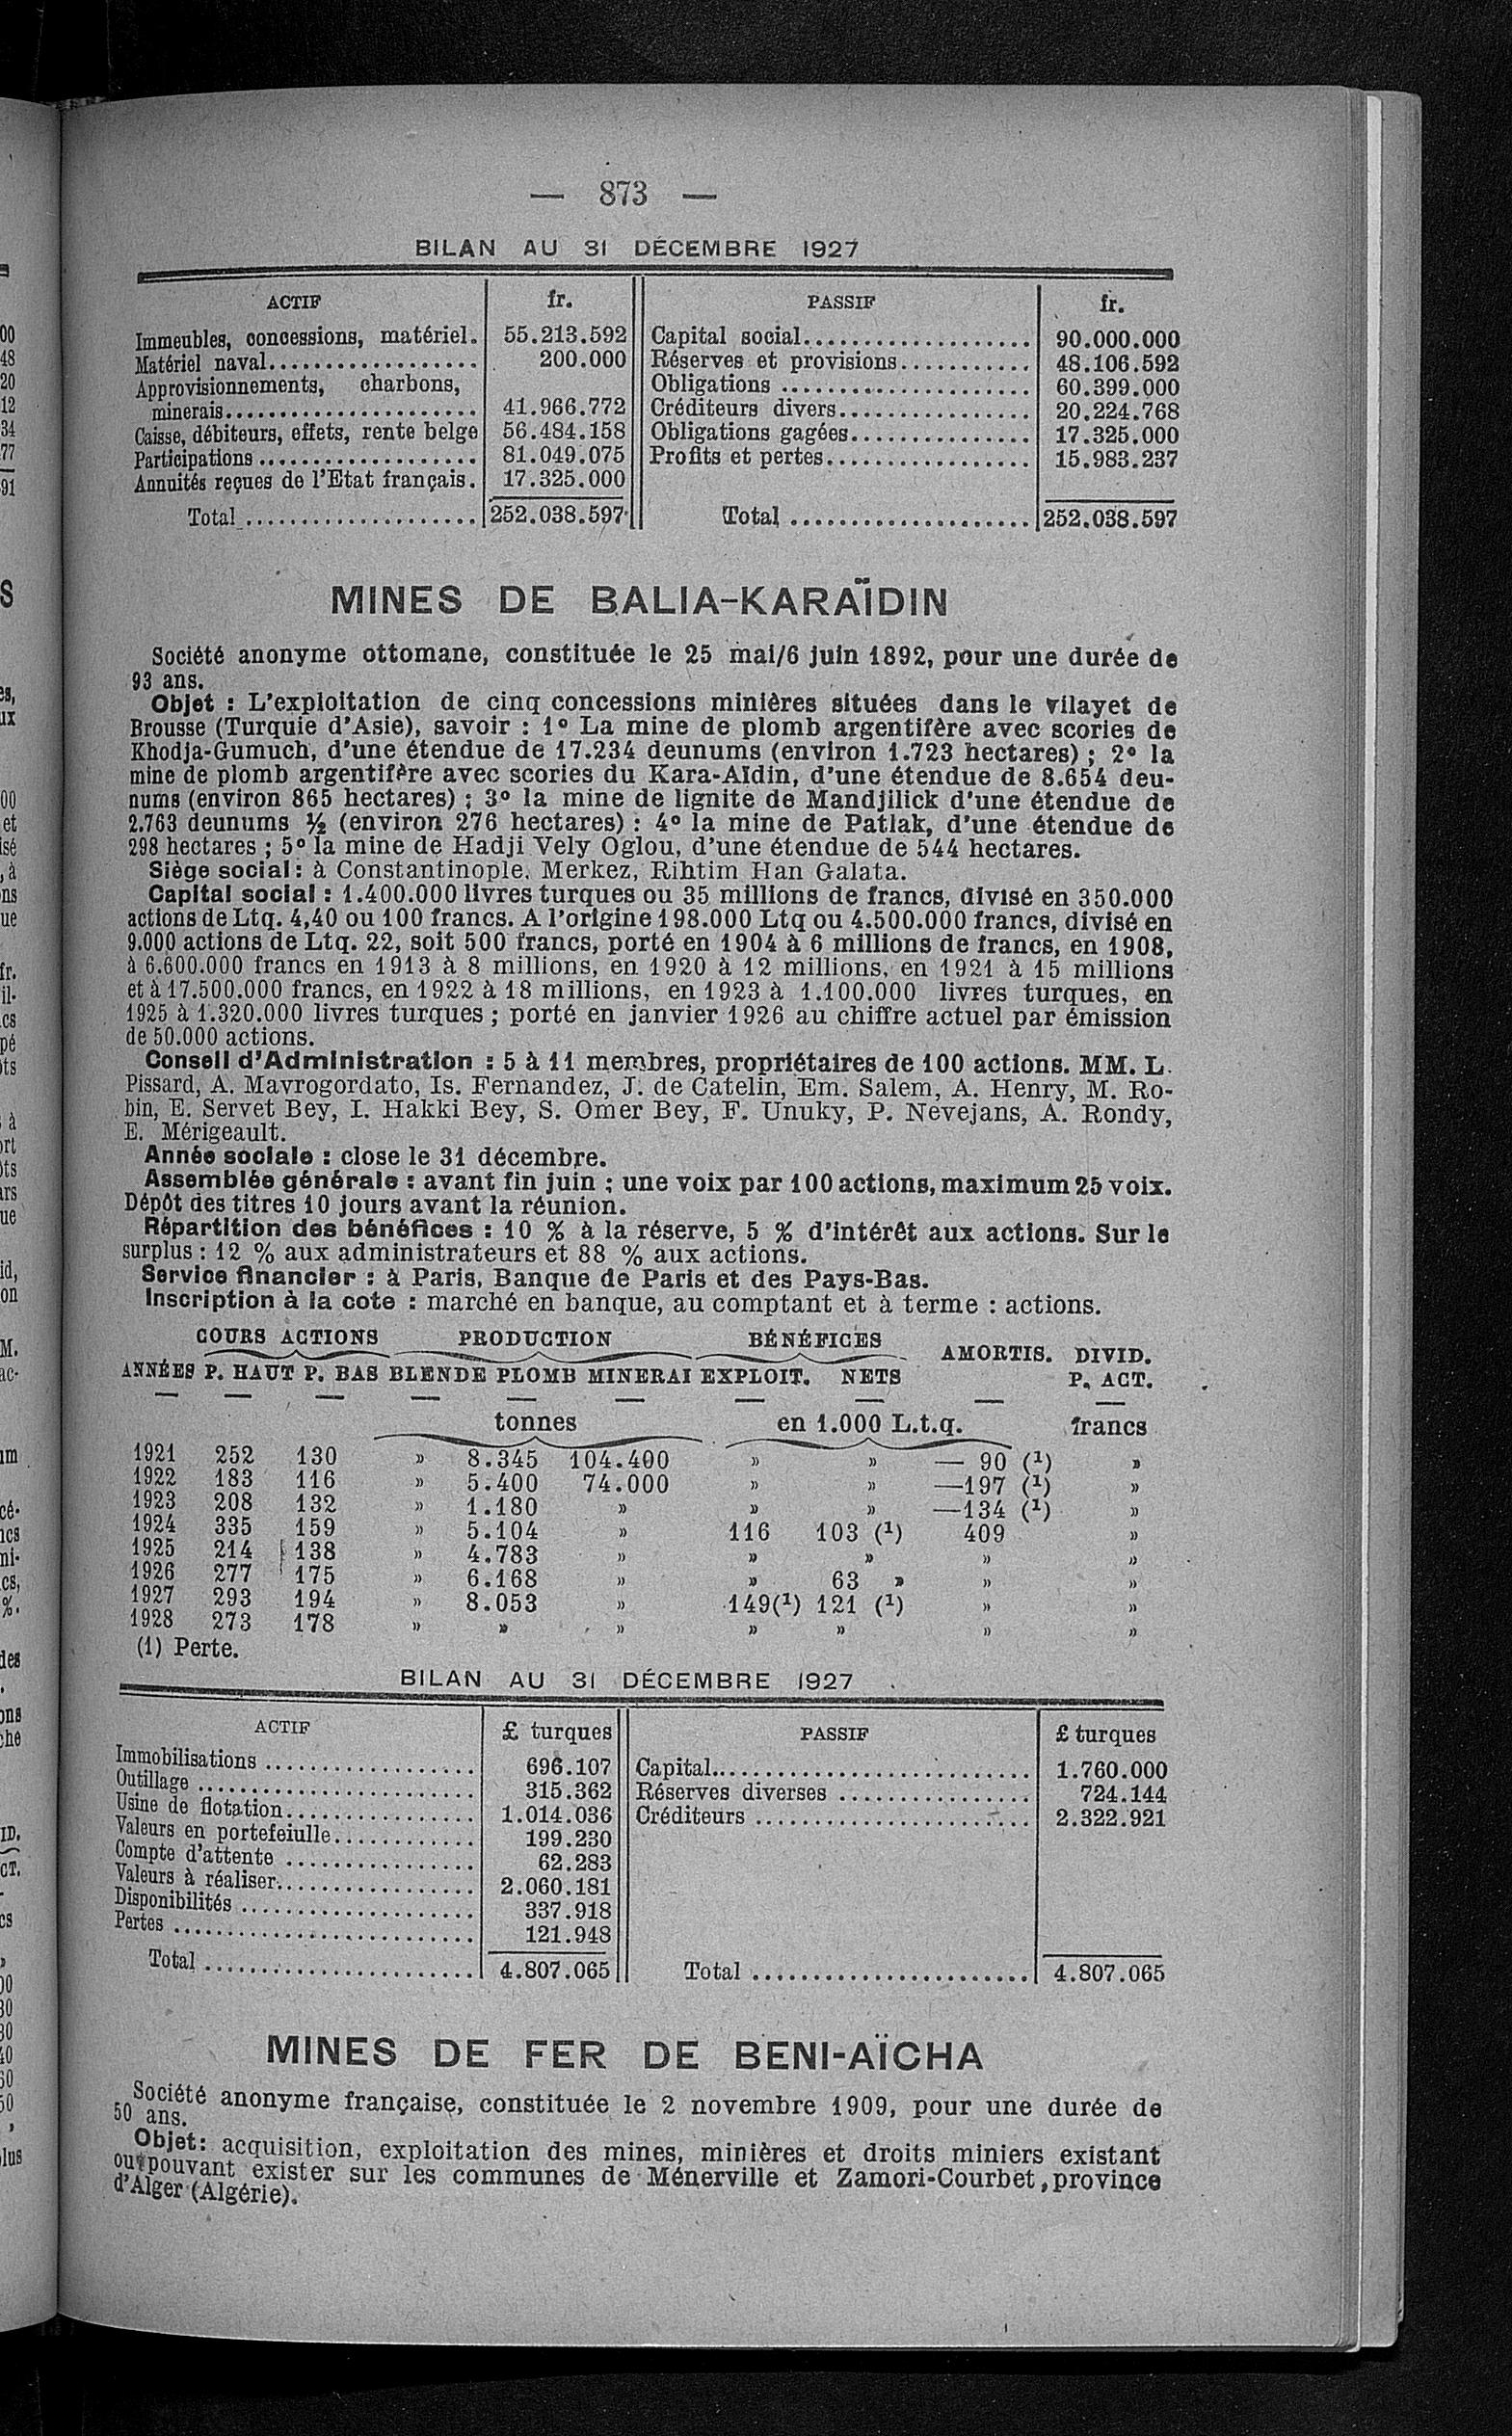 — 873 —
BILAN AU 31 DÉCEMBRE 1927
ACTIF fr. PASSIF fr.
Immeubles, concessions, matériel. 55.213.592 Capital social................... 90.000.000
Matériel naval.................. 200.000 Réserves et provisions........... 48.106.592
Approvisionnements, charbons, Obligations ..................... 60.399.000
minerais..................... 41.966.772 Créditeurs divers................ 20.224.768
Caisse, débiteurs, effets, rente belge 56.484.158 Obligations gagées............... 17.325.000
Participations ................... 81.049.075 Profits et pertes................. 15.983.237
Annuités reçues de l'Etat français. 17.325.000
Total .................... 252.038.597 Total .................... 252.038.597
MINES DE BALIA-KARAÏDIN
Société anonyme ottomane, constituée le 25 mai/6 juin 1892, pour une durée de
93 ans.
Objet : L'exploitation de cinq concessions minières situées dans le vilayet de
Brousse (Turquie d'Asie), savoir : 1º La mine de plomb argentifère avec scories de
Khodja-Gumuch, d'une étendue de 17.234 deunums (environ 1.723 hectares) ; 2º la
mine de plomb argentifère avec scories du Kara-Aïdin, d'une étendue de 8.654 deu-
nums (environ 865 hectares) ; 3º la mine de lignite de Mandjilick d'une étendue de
2.763 deunums ½ (environ 276 hectares) : 4º la mine de Patlak, d'une étendue de
298 hectares ; 5º la mine de Hadji Vely Oglou, d'une étendue de 544 hectares.
Siège social : à Constantinople, Merkez, Rihtim Han Galata.
Capital social : 1.400.000 livres turques ou 35 millions de francs, divisé en 350.000
actions de Ltq. 4,40 ou 100 francs. A l'origine 198.000 Ltq ou 4.500.000 francs, divisé en
9.000 actions de Ltq. 22, soit 500 francs, porté en 1904 à 6 millions de francs, en 1908,
à 6.600.000 francs en 1913 à 8 millions, en 1920 à 12 millions, en 1921 à 15 millions
et à 17.500.000 francs, en 1922 à 18 millions, en 1923 à 1.100.000 livres turques, en
1925 à 1.320.000 livres turques ; porté en janvier 1926 au chiffre actuel par émission
de 50.000 actions.
Conseil d'Administration : 5 à 11 membres, propriétaires de 100 actions. MM. L.
Pissard, A. Mavrogordato, Is. Fernandez, J. de Catelin, Em. Salem, A. Henry, M. Ro-
bin, E. Servet Bey, I. Hakki Bey, S. Omer Bey, F. Unuky, P. Nevejans, A. Rondy,
E. Mérigeault.
Année sociale : close le 31 décembre.
Assemblée générale : avant fin juin ; une voix par 100 actions, maximum 25 voix.
Dépôt des titres 10 jours avant la réunion.
Répartition des bénéfices : 10 % à la réserve, 5 % d'intérêt aux actions. Sur le
surplus : 12 % aux administrateurs et 88 % aux actions.
Service financier : à Paris, Banque de Paris et des Pays-Bas.
Inscription à la cote : marché en banque, au comptant et à terme : actions.
COURS ACTIONS PRODUCTION BÉNÉFICES AMORTIS. DIVID.
ANNÉES P. HAUT P. BAS BLENDE PLOMB MINERAI EXPLOIT. NETS P. ACT.
tonnes en 1.000 L.t.q. francs
1921 252 130 » 8.345 104.400 » » — 90 (1) »
1922 183 116 » 5.400 74.000 » » —197 (1) »
1923 208 132 » 1.180 » » » —134 (1) »
1924 335 159 » 5.104 » 116 103 (1) 409 »
1925 214 138 » 4.783 » » » » »
1926 277 175 » 6.168 » » 63 » » »
1927 293 194 » 8.053 » 149(1) 121 (1) » »
1928 273 178 » » » » » » »
(1) Perte.
BILAN AU 31 DÉCEMBRE 1927
ACTIF £ turques PASSIF £ turques
Immobilisations .................. 696.107 Capital........................... 1.760.000
Outillage ........................ 315.362 Réserves diverses ................ 724.144
Usine de flotation................ 1.014.036 Créditeurs ....................... 2.322.921
Valeurs en portefeiulle............ 199.230
Compte d'attente ................ 62.283
Valeurs à réaliser................. 2.060.181
Disponibilités .................... 337.918
Pertes .......................... 121.948
Total ....................... 4.807.065 Total ....................... 4.807.065
MINES DE FER DE BENI-AÏCHA
Société anonyme française, constituée le 2 novembre 1909, pour une durée de
50 ans.
Objet : acquisition, exploitation des mines, minières et droits miniers existant
ou pouvant exister sur les communes de Ménerville et Zamori-Courbet, province
d'Alger (Algérie).